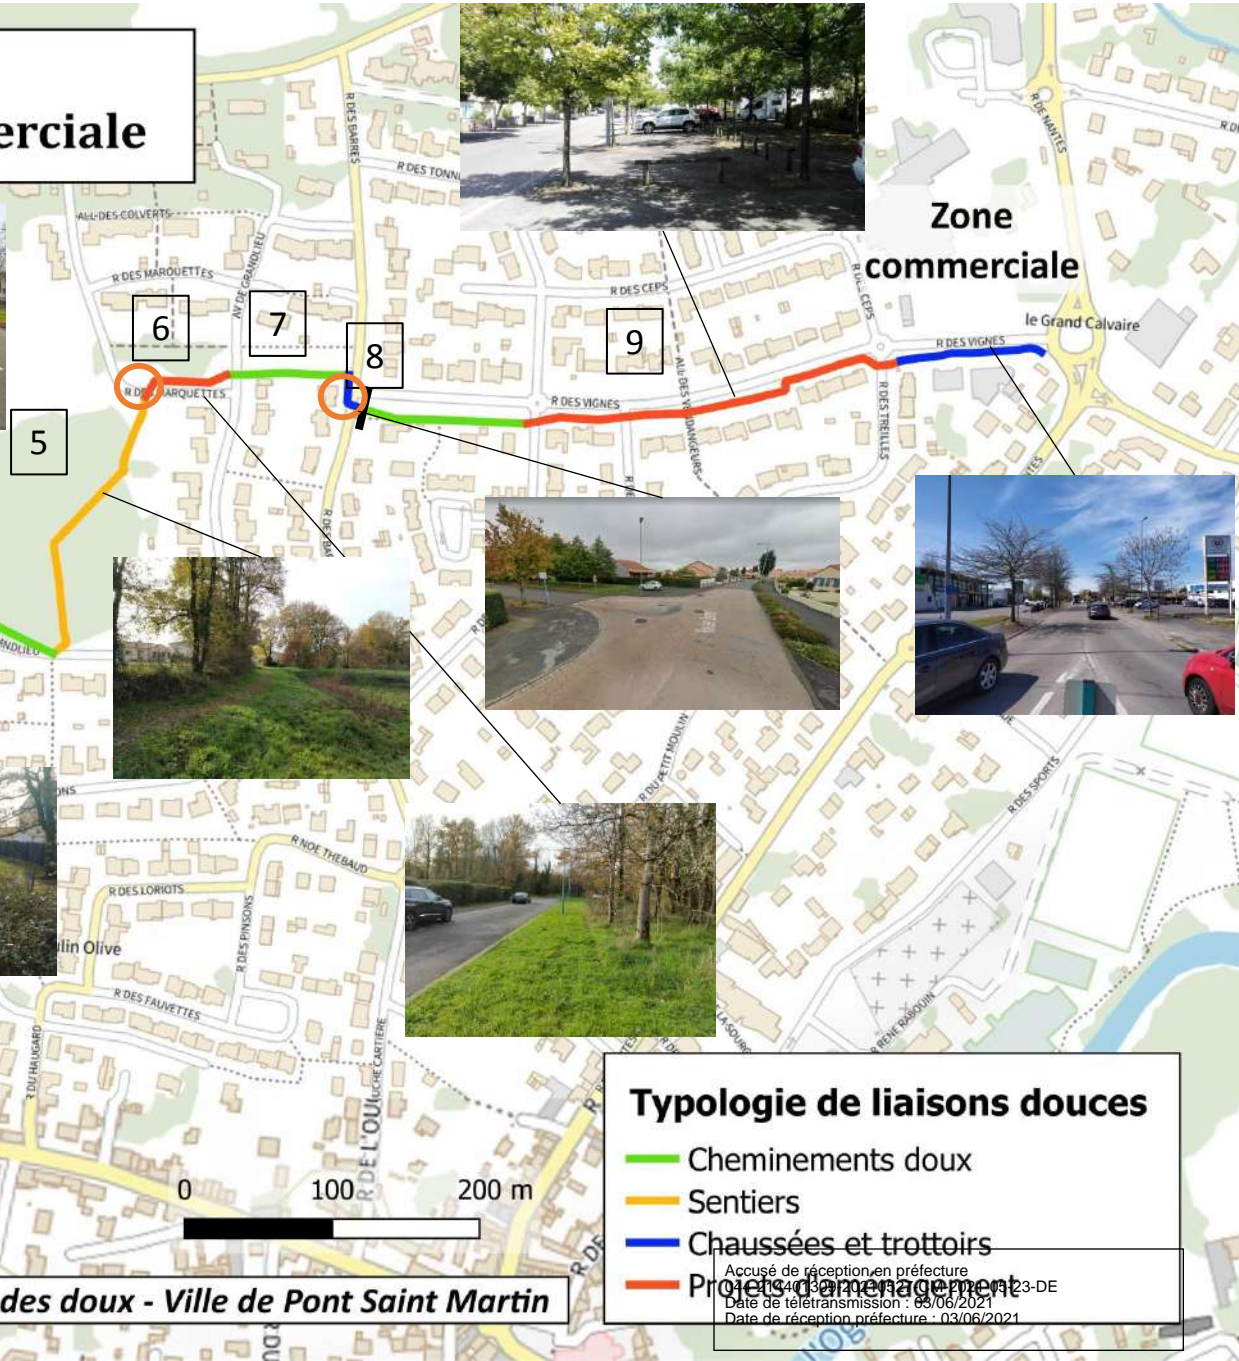 erciale
R DES BARRES
R DES TONN
ALL DES COLVERTS
AV DE GRANDLIEU
R DES MAROUETTES
R DE NANTES
Zone
commerciale
R DES CEPS
R DES CEPS
le Grand Calvaire
R DES VIGNES
6
7
8
9
R DES MARQUETTES
5
R DES VIGNES
ALL DES VENDANGEURS
R DES TREILLES
R DU PETIT MOULIN
R DES SPORTS
R NOE THEBAUD
R DES LORIOTS
R DES PINSONS
R DES FAUVETTES
R DU HAUGARD
R RENE RABOUIN
0 100 200 m
Typologie de liaisons douces
Cheminements doux
Sentiers
Chaussées et trottoirs
Projets d'aménagement
Accusé de réception en préfecture
Date de télétransmission : 03/06/2021
Date de réception préfecture : 03/06/2021
des doux - Ville de Pont Saint Martin